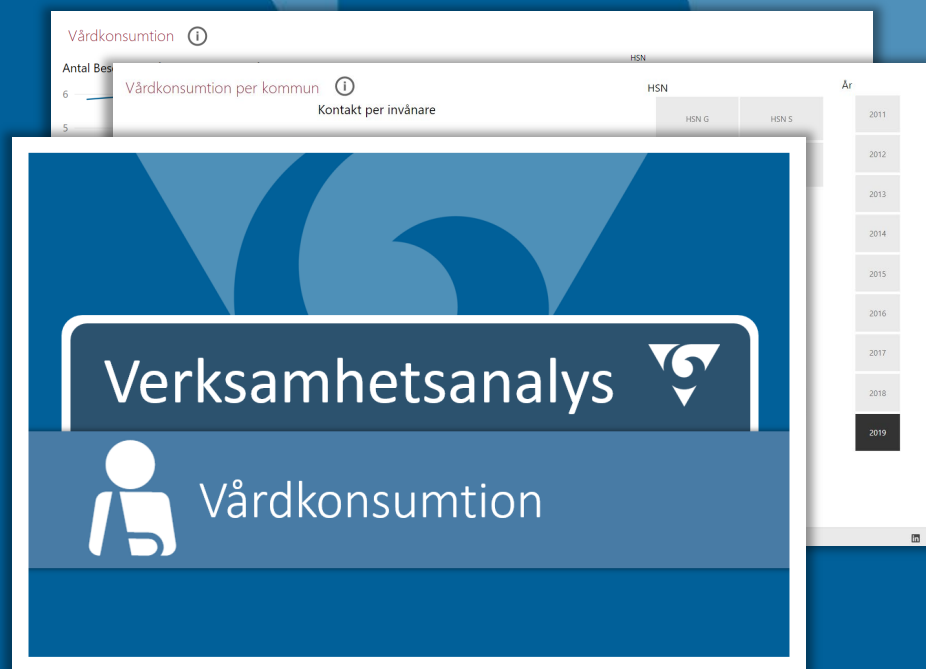 Vårdkonsumtion
Antal Bes
HSN
6
5
Vårdkonsumtion per kommun
Kontakt per invånare
HSN
HSN G
HSN S
År
2011
2012
2013
2014
2015
2016
2017
2018
2019
Verksamhetsanalys
Vårdkonsumtion
in